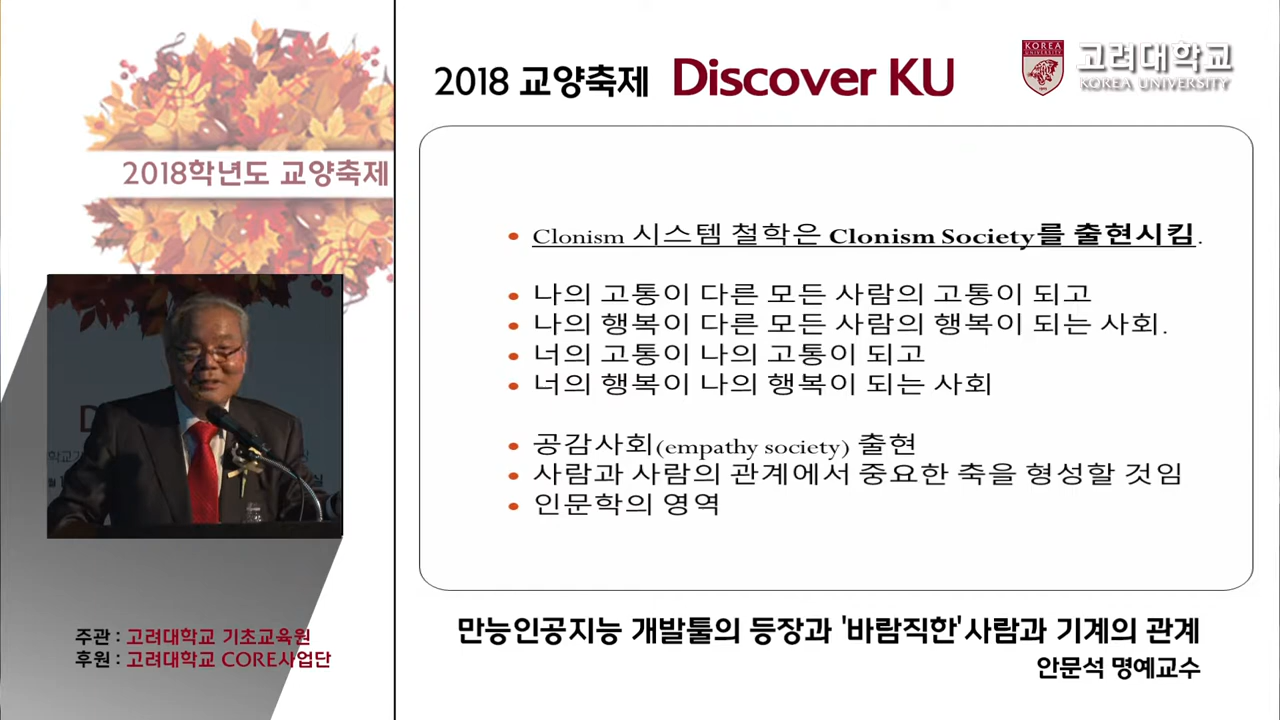 2018 교양축제 Discover KU
KOREA
UNIVERSITY
고려대학교
KOREA UNIVERSITY
2018학년도 교양축제
• Clonism 시스템 철학은 Clonism Society를 출현시킴.
• 나의 고통이 다른 모든 사람의 고통이 되고
• 나의 행복이 다른 모든 사람의 행복이 되는 사회.
• 너의 고통이 나의 고통이 되고
• 너의 행복이 나의 행복이 되는 사회
• 공감사회(empathy society) 출현
• 사람과 사람의 관계에서 중요한 축을 형성할 것임
• 인문학의 영역
주관 : 고려대학교 기초교육원
후원 : 고려대학교 CORE사업단
만능인공지능 개발툴의 등장과 '바람직한' 사람과 기계의 관계
안문석 명예교수